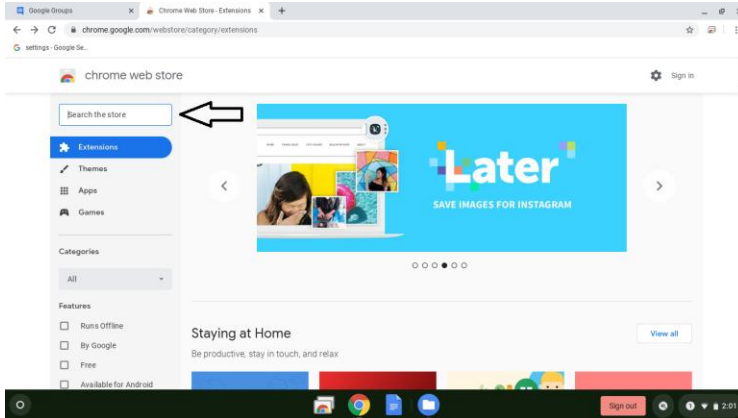 Google Groups
Chrome Web Store - Extensions
chrome.google.com/webstore/category/extensions
settings - Google Se...
chrome web store
Sign in
Search the store
Extensions
Themes
Apps
Games
Later
SAVE IMAGES FOR INSTAGRAM
Categories
All
Features
Runs Offline
By Google
Free
Available for Android
Staying at Home
View all
Be productive, stay in touch, and relax
Sign out
2:01